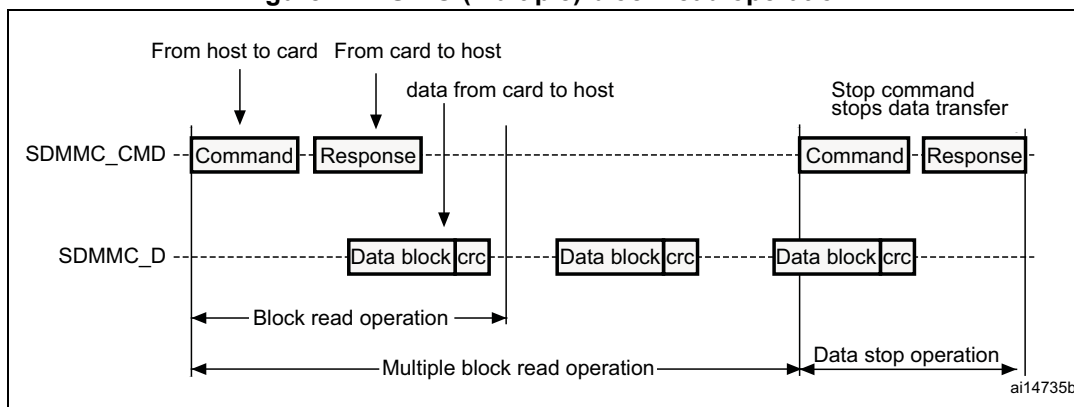 From host to card From card to host
data from card to host
Stop command
stops data transfer
SDMMC_CMD Command Response Command Response
SDMMC_D Data block crc Data block crc Data block crc
Block read operation
Multiple block read operation Data stop operation
ai14735b